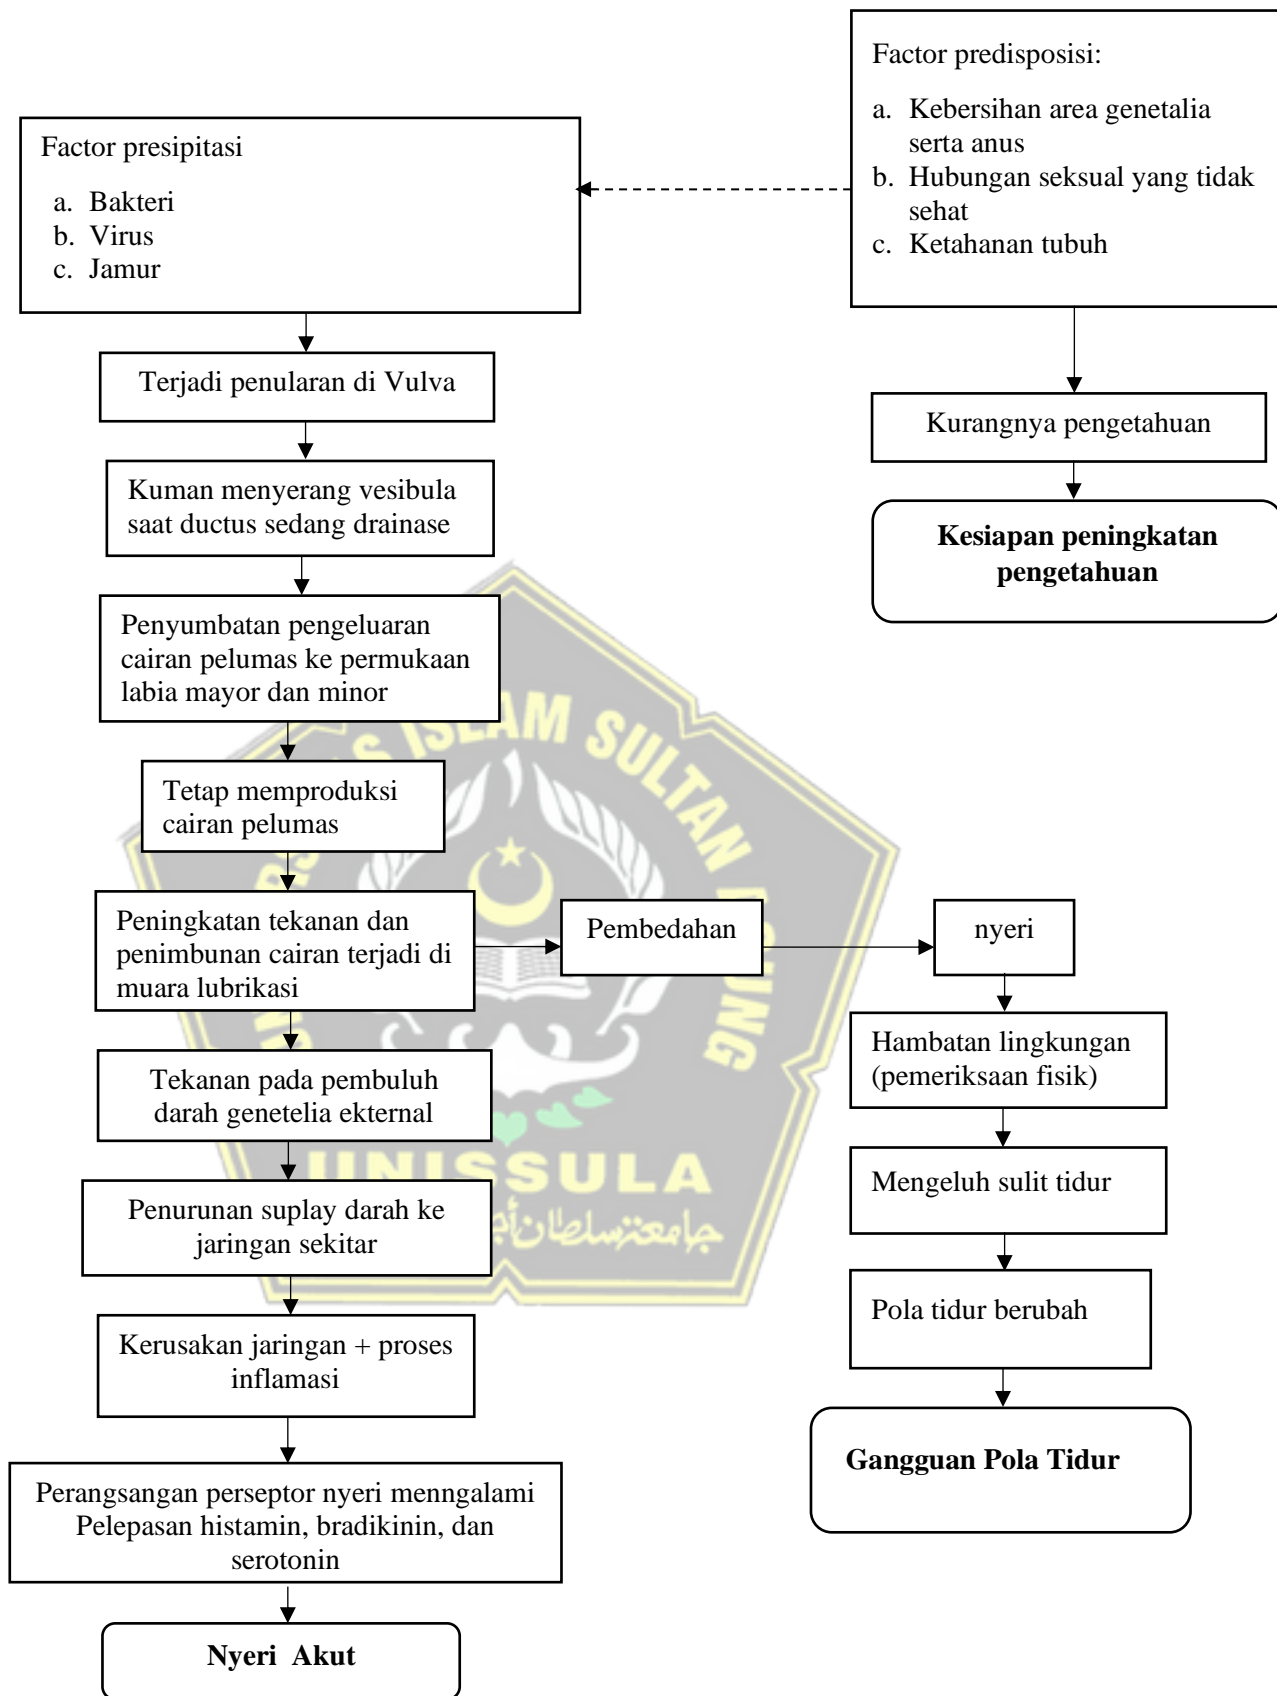 Factor predisposisi:
a. Kebersihan area genetalia
serta anus
b. Hubungan seksual yang tidak
sehat
c. Ketahanan tubuh
Factor presipitasi
a. Bakteri
b. Virus
c. Jamur
Terjadi penularan di Vulva
Kurangnya pengetahuan
Kuman menyerang vesibula
saat ductus sedang drainase
Kesiapan peningkatan
pengetahuan
Penyumbatan pengeluaran
cairan pelumas ke permukaan
labia mayor dan minor
Tetap memproduksi
cairan pelumas
Peningkatan tekanan dan
penimbunan cairan terjadi di
muara lubrikasi
Pembedahan
nyeri
Hambatan lingkungan
(pemeriksaan fisik)
Tekanan pada pembuluh
darah genetelia ekternal
Mengeluh sulit tidur
Penurunan suplay darah ke
jaringan sekitar
Pola tidur berubah
Kerusakan jaringan + proses
inflamasi
Gangguan Pola Tidur
Perangsangan perseptor nyeri menngalami
Pelepasan histamin, bradikinin, dan
serotonin
Nyeri Akut
ISLAM SULTAN
UNISSULA
جامعة سلطان